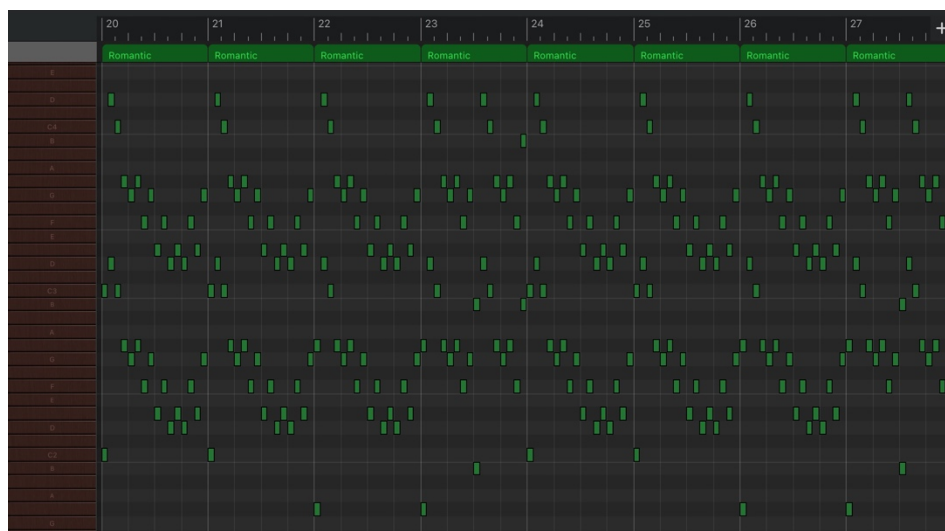 20 21 22 23 24 25 26 27 +
Romantic Romantic Romantic Romantic Romantic Romantic Romantic Romantic
E
D
C4
B
A
G
F
E
D
C3
B
A
G
F
E
D
C2
B
A
G